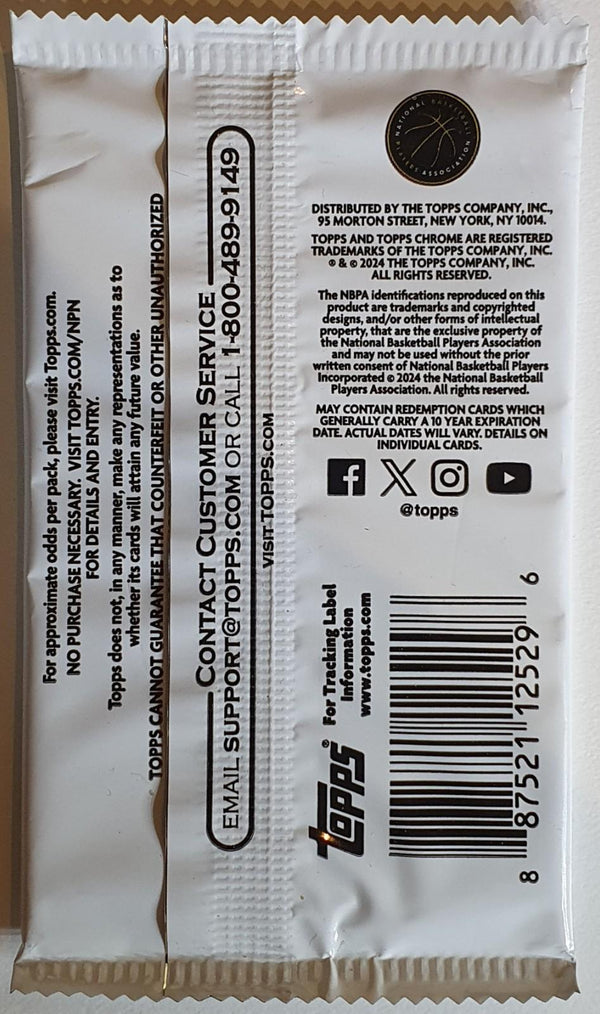 NATIONAL BASKETBALL
PLAYERS ASSOCIATION
DISTRIBUTED BY THE TOPPS COMPANY, INC.,
95 MORTON STREET, NEW YORK, NY 10014.
TOPPS AND TOPPS CHROME ARE REGISTERED
TRADEMARKS OF THE TOPPS COMPANY, INC.
® & © 2024 THE TOPPS COMPANY, INC.
ALL RIGHTS RESERVED.
The NBPA identifications reproduced on this
product are trademarks and copyrighted
designs, and/or other forms of intellectual
property, that are the exclusive property of
the National Basketball Players Association
and may not be used without the prior
written consent of National Basketball Players
Incorporated © 2024 the National Basketball
Players Association. All rights reserved.
MAY CONTAIN REDEMPTION CARDS WHICH
GENERALLY CARRY A 10 YEAR EXPIRATION
DATE. ACTUAL DATES WILL VARY. DETAILS ON
INDIVIDUAL CARDS.
@topps
For approximate odds per pack, please visit Topps.com.
NO PURCHASE NECESSARY. VISIT TOPPS.COM/NPN
FOR DETAILS AND ENTRY.
Topps does not, in any manner, make any representations as to
whether its cards will attain any future value.
TOPPS CANNOT GUARANTEE THAT COUNTERFEIT OR OTHER UNAUTHORIZED
CONTACT CUSTOMER SERVICE
EMAIL SUPPORT@TOPPS.COM OR CALL 1-800-489-9149
VISIT TOPPS.COM
topps®
For Tracking Label
Information
www.topps.com
8 87521 12529 6